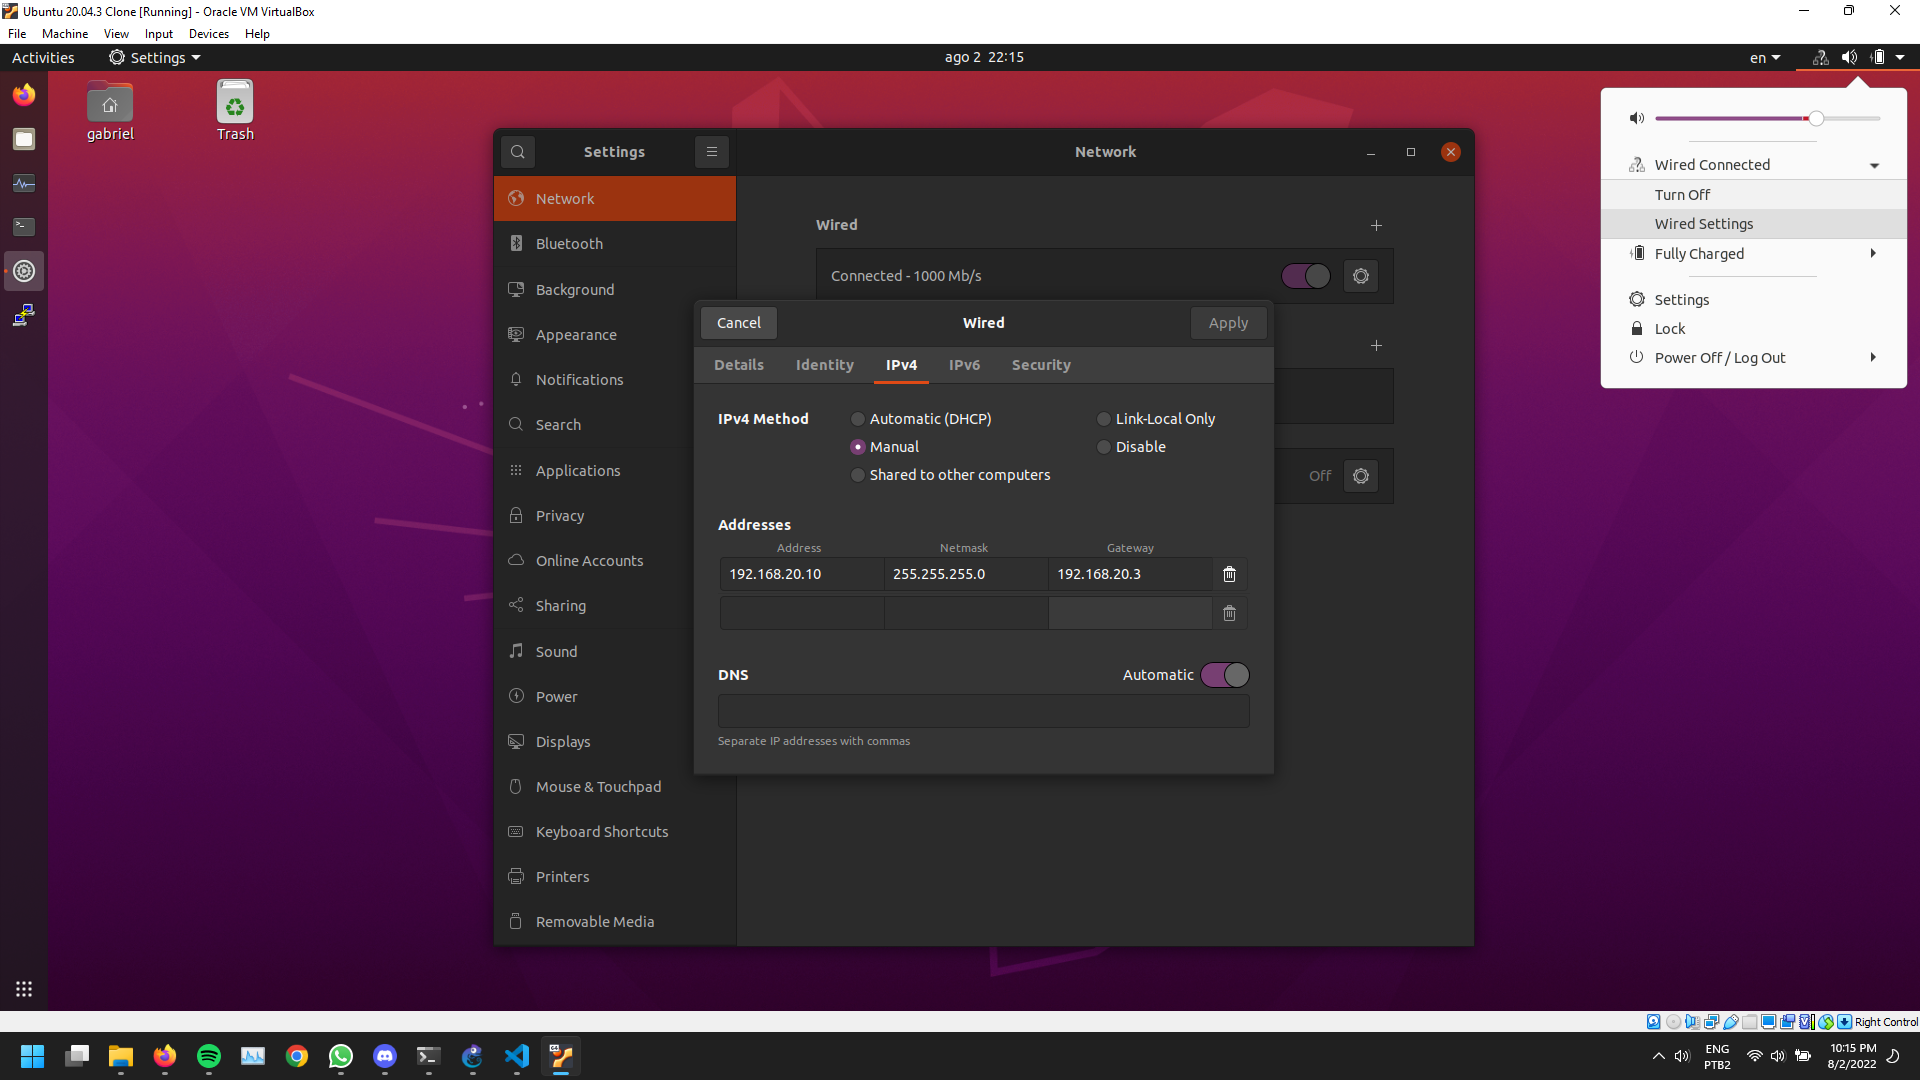 Ubuntu 20.04.3 Clone [Running] - Oracle VM VirtualBox
File Machine View Input Devices Help
Activities Settings ago 2 22:15 en
gabriel
Trash
Settings
Network
Network
Bluetooth
Background
Appearance
Notifications
Search
Applications
Privacy
Online Accounts
Sharing
Sound
Power
Displays
Mouse & Touchpad
Keyboard Shortcuts
Printers
Removable Media
Wired
Connected - 1000 Mb/s
Off
Cancel
Wired
Apply
Details Identity IPv4 IPv6 Security
IPv4 Method
Automatic (DHCP)
Link-Local Only
Manual
Disable
Shared to other computers
Addresses
Address Netmask Gateway
192.168.20.10 255.255.255.0 192.168.20.3
DNS
Automatic
Separate IP addresses with commas
Wired Connected
Turn Off
Wired Settings
Fully Charged
Settings
Lock
Power Off / Log Out
Right Control
ENG
PTB2
10:15 PM
8/2/2022